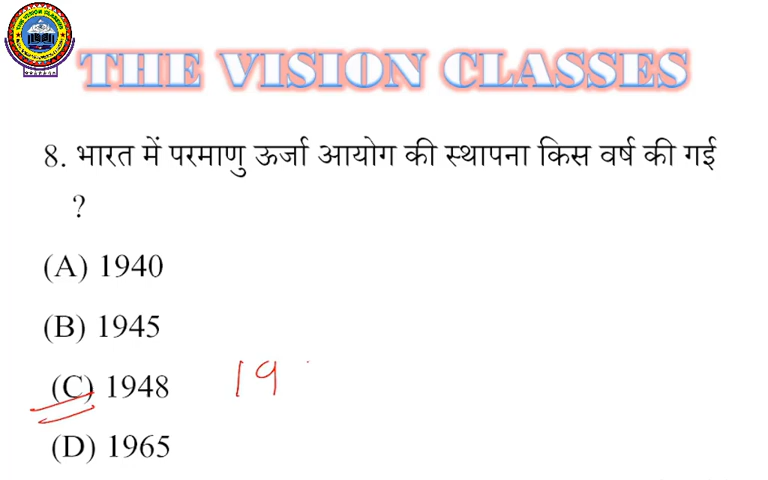 THE VISION CLASSES
8. भारत में परमाणु ऊर्जा आयोग की स्थापना किस वर्ष की गई
?
(A) 1940
(B) 1945
(C) 1948 19
(D) 1965